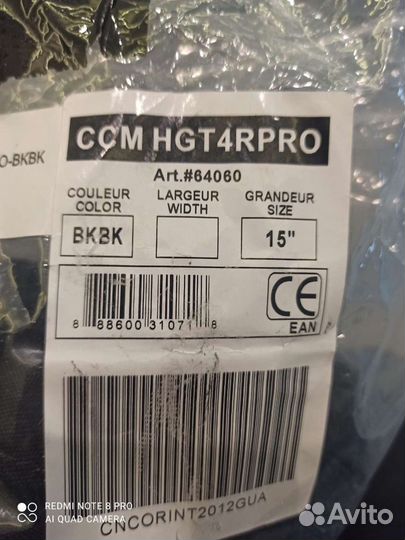 O-BKBK
CCM HGT4RPRO
Art.#64060
COULEUR COLOR
LARGEUR WIDTH
GRANDEUR SIZE
BKBK
15"
8 88600 31071 8
CE
EAN
CNCORINT2012GUA
REDMI NOTE 8 PRO
AI QUAD CAMERA
Avito